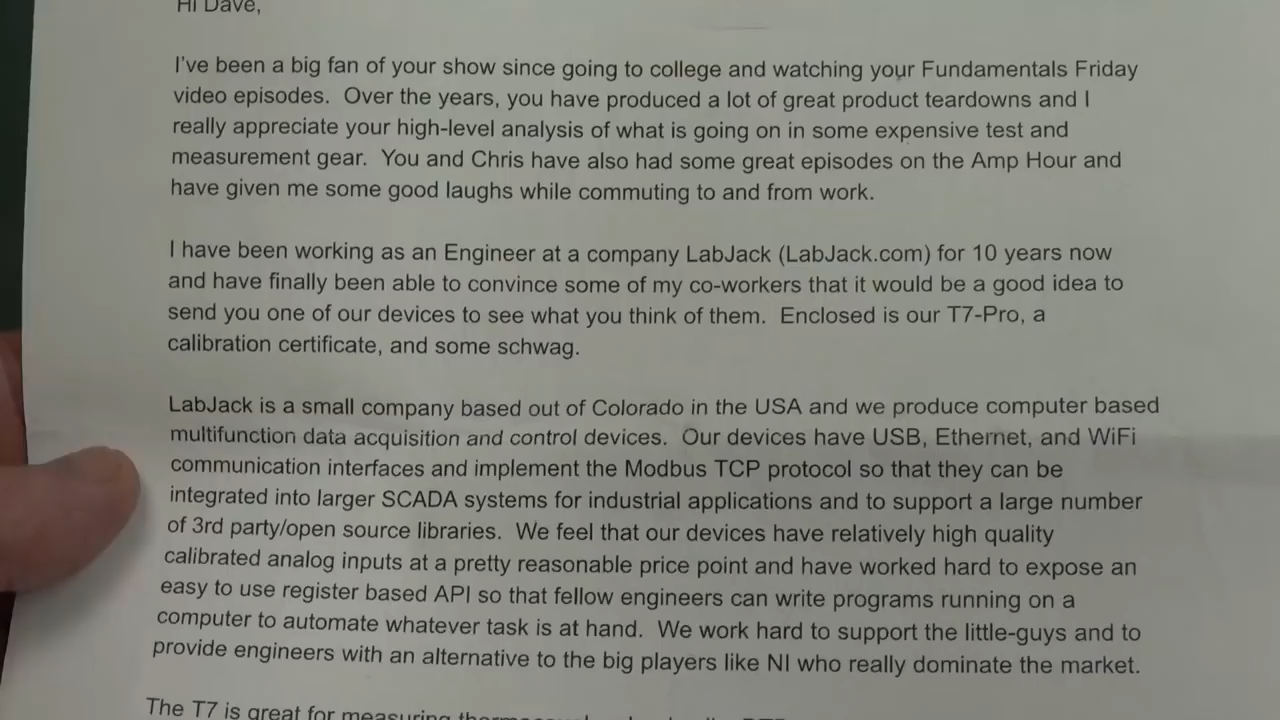 Hi Dave,
I've been a big fan of your show since going to college and watching your Fundamentals Friday
video episodes.  Over the years, you have produced a lot of great product teardowns and I
really appreciate your high-level analysis of what is going on in some expensive test and
measurement gear.  You and Chris have also had some great episodes on the Amp Hour and
have given me some good laughs while commuting to and from work.
I have been working as an Engineer at a company LabJack (LabJack.com) for 10 years now
and have finally been able to convince some of my co-workers that it would be a good idea to
send you one of our devices to see what you think of them.  Enclosed is our T7-Pro, a
calibration certificate, and some schwag.
LabJack is a small company based out of Colorado in the USA and we produce computer based
multifunction data acquisition and control devices.  Our devices have USB, Ethernet, and WiFi
communication interfaces and implement the Modbus TCP protocol so that they can be
integrated into larger SCADA systems for industrial applications and to support a large number
of 3rd party/open source libraries.  We feel that our devices have relatively high quality
calibrated analog inputs at a pretty reasonable price point and have worked hard to expose an
easy to use register based API so that fellow engineers can write programs running on a
computer to automate whatever task is at hand.  We work hard to support the little-guys and to
provide engineers with an alternative to the big players like NI who really dominate the market.
The T7 is great for measuring